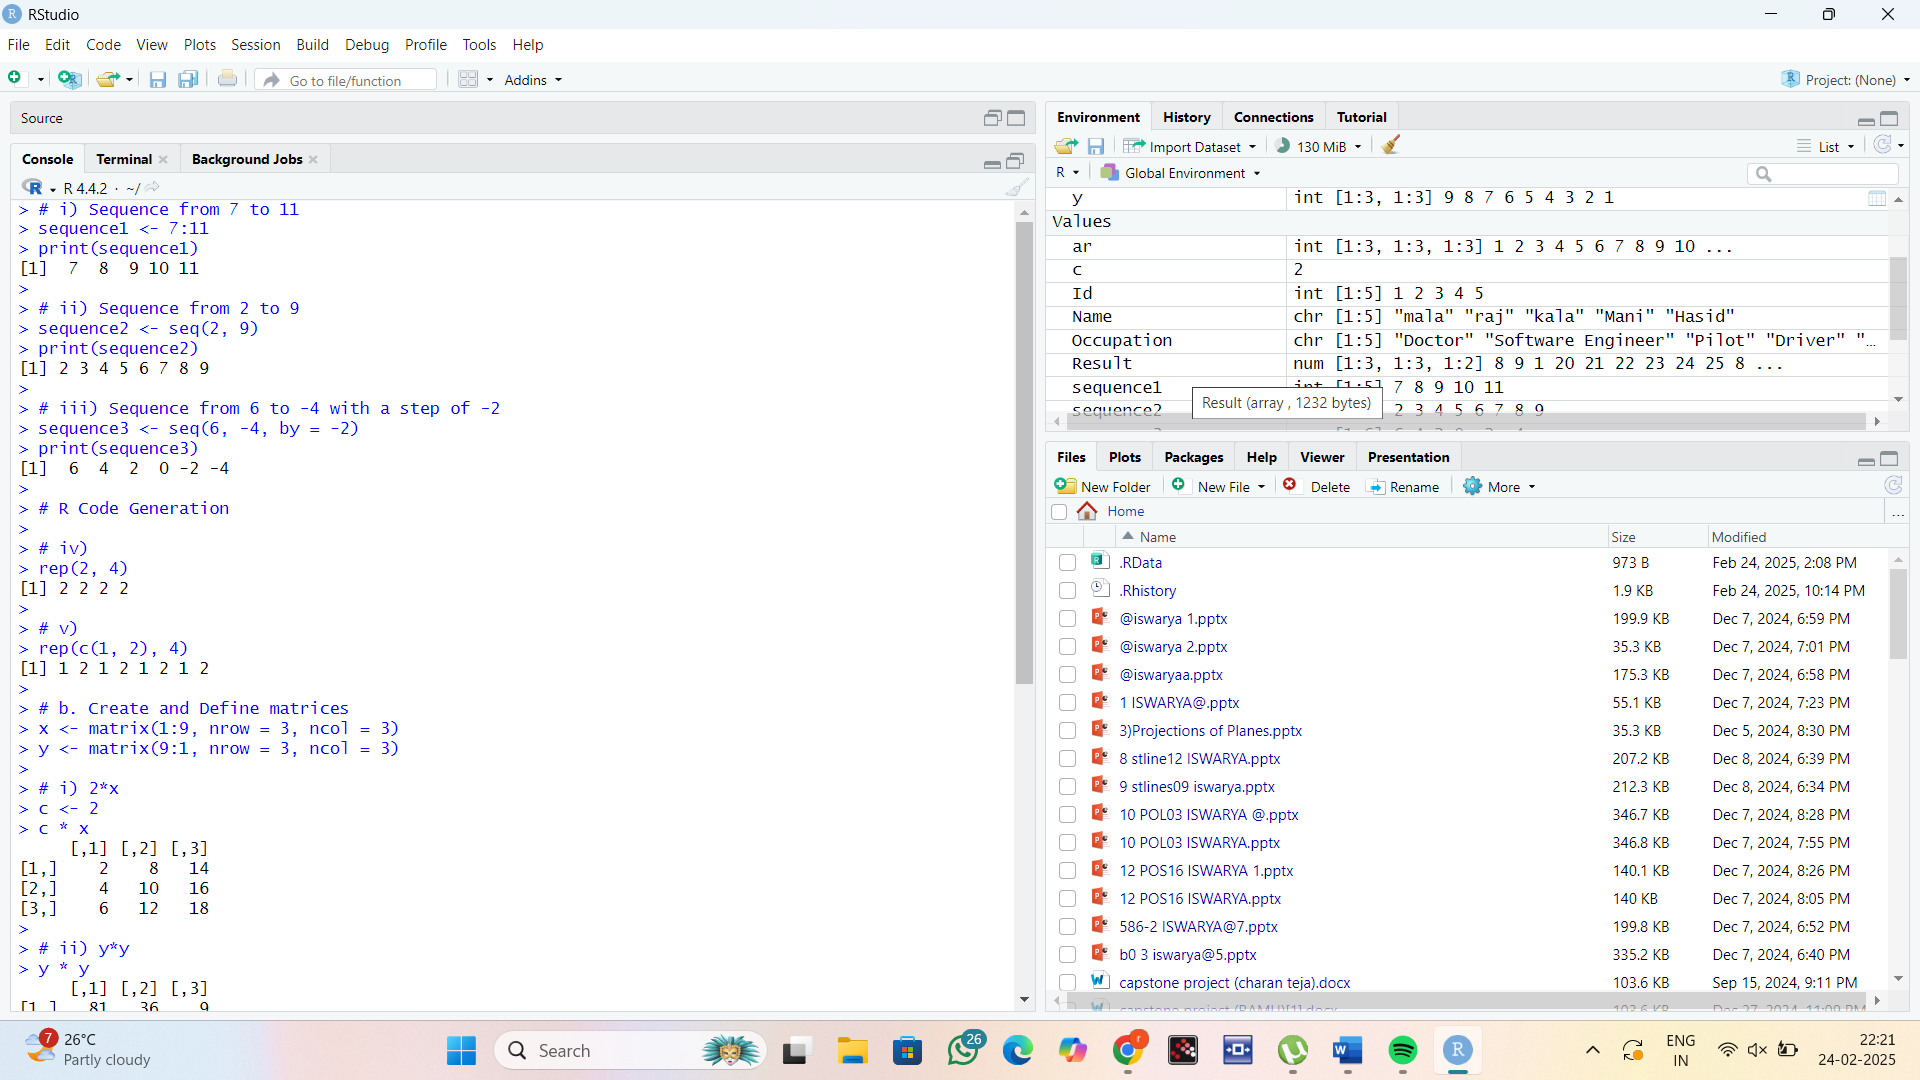 RStudio
File Edit Code View Plots Session Build Debug Profile Tools Help
Go to file/function Addins Project: (None)
Source
Console Terminal Background Jobs
R 4.4.2 · ~/
> # i) Sequence from 7 to 11
> sequence1 <- 7:11
> print(sequence1)
[1]  7  8  9 10 11
>
> # ii) Sequence from 2 to 9
> sequence2 <- seq(2, 9)
> print(sequence2)
[1] 2 3 4 5 6 7 8 9
>
> # iii) Sequence from 6 to -4 with a step of -2
> sequence3 <- seq(6, -4, by = -2)
> print(sequence3)
[1]  6  4  2  0 -2 -4
>
> # R Code Generation
>
> # iv)
> rep(2, 4)
[1] 2 2 2 2
>
> # v)
> rep(c(1, 2), 4)
[1] 1 2 1 2 1 2 1 2
>
> # b. Create and Define matrices
> x <- matrix(1:9, nrow = 3, ncol = 3)
> y <- matrix(9:1, nrow = 3, ncol = 3)
>
> # i) 2*x
> c <- 2
> c * x
     [,1] [,2] [,3]
[1,]    2    8   14
[2,]    4   10   16
[3,]    6   12   18
>
> # ii) y*y
> y * y
     [,1] [,2] [,3]
[1,]   81   36    9
Environment History Connections Tutorial
Import Dataset 130 MiB List
R Global Environment
y int [1:3, 1:3] 9 8 7 6 5 4 3 2 1
Values
ar int [1:3, 1:3, 1:3] 1 2 3 4 5 6 7 8 9 10 ...
c 2
Id int [1:5] 1 2 3 4 5
Name chr [1:5] "mala" "raj" "kala" "Mani" "Hasid"
Occupation chr [1:5] "Doctor" "Software Engineer" "Pilot" "Driver" "…
Result num [1:3, 1:3, 1:2] 8 9 1 20 21 22 23 24 25 8 ...
sequence1 int [1:5] 7 8 9 10 11
Result (array , 1232 bytes)
sequence2 2 3 4 5 6 7 8 9
Files Plots Packages Help Viewer Presentation
New Folder New File Delete Rename More
Home ...
Name Size Modified
.RData 973 B Feb 24, 2025, 2:08 PM
.Rhistory 1.9 KB Feb 24, 2025, 10:14 PM
@iswarya 1.pptx 199.9 KB Dec 7, 2024, 6:59 PM
@iswarya 2.pptx 35.3 KB Dec 7, 2024, 7:01 PM
@iswaryaa.pptx 175.3 KB Dec 7, 2024, 6:58 PM
1 ISWARYA@.pptx 55.1 KB Dec 7, 2024, 7:23 PM
3)Projections of Planes.pptx 35.3 KB Dec 5, 2024, 8:30 PM
8 stline12 ISWARYA.pptx 207.2 KB Dec 8, 2024, 6:39 PM
9 stlines09 iswarya.pptx 212.3 KB Dec 8, 2024, 6:34 PM
10 POL03 ISWARYA @.pptx 346.7 KB Dec 7, 2024, 8:28 PM
10 POL03 ISWARYA.pptx 346.8 KB Dec 7, 2024, 7:55 PM
12 POS16 ISWARYA 1.pptx 140.1 KB Dec 7, 2024, 8:26 PM
12 POS16 ISWARYA.pptx 140 KB Dec 7, 2024, 8:05 PM
586-2 ISWARYA@7.pptx 199.8 KB Dec 7, 2024, 6:52 PM
b0 3 iswarya@5.pptx 335.2 KB Dec 7, 2024, 6:40 PM
capstone project (charan teja).docx 103.6 KB Sep 15, 2024, 9:11 PM
capstone project (RAMU)[1].docx 103.6 KB Dec 27, 2024, 11:09 PM
7 26°C
Partly cloudy
Search
26
r
ENG
IN
22:21
24-02-2025